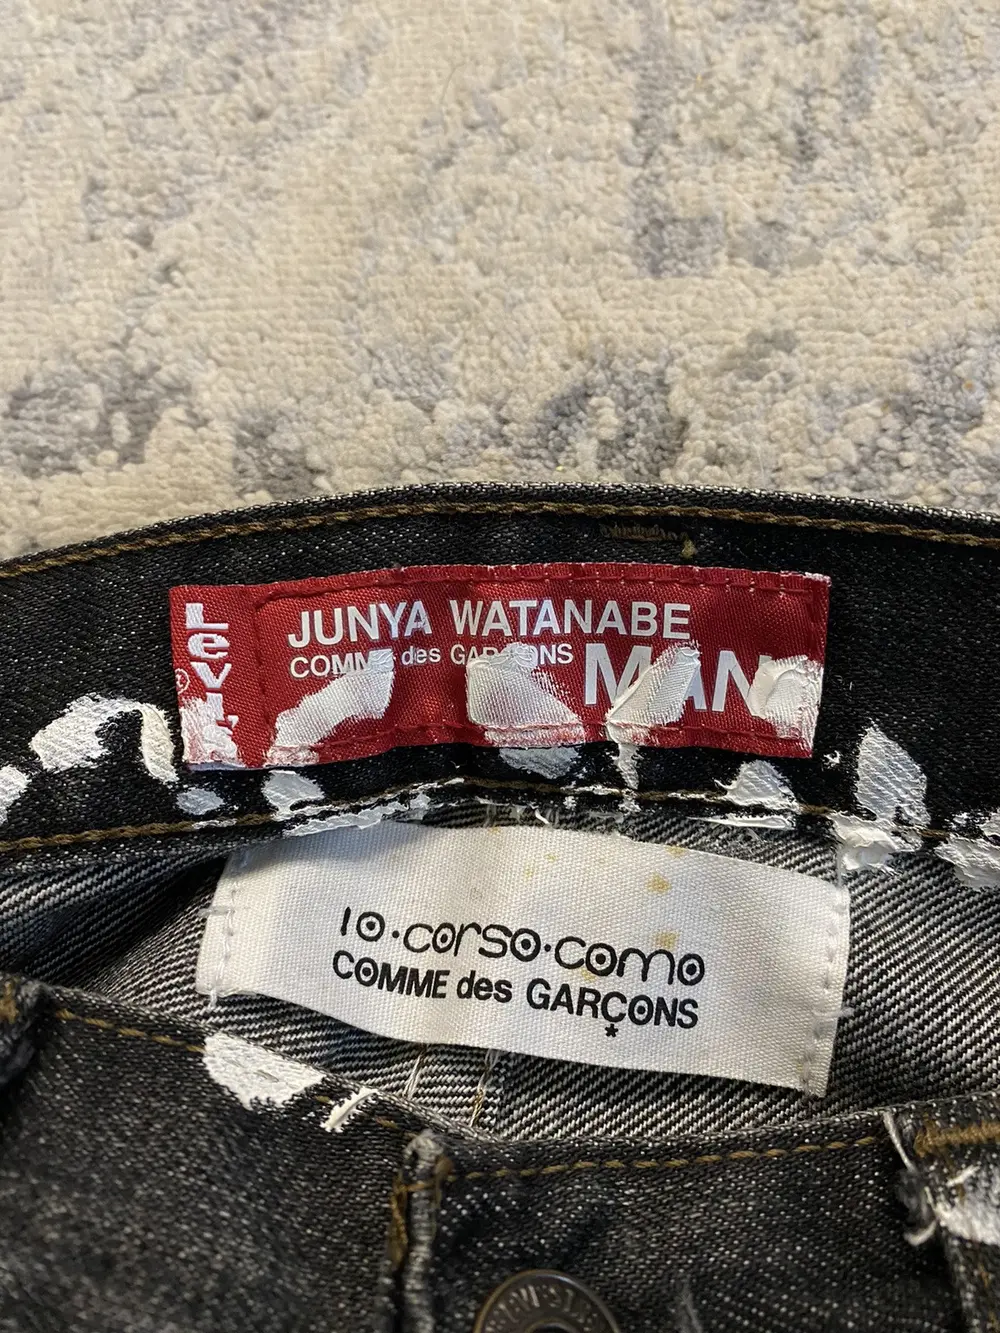 Levi's
JUNYA WATANABE
COMME des GARÇONS MAN
10·corso·como
COMME des GARÇONS
*